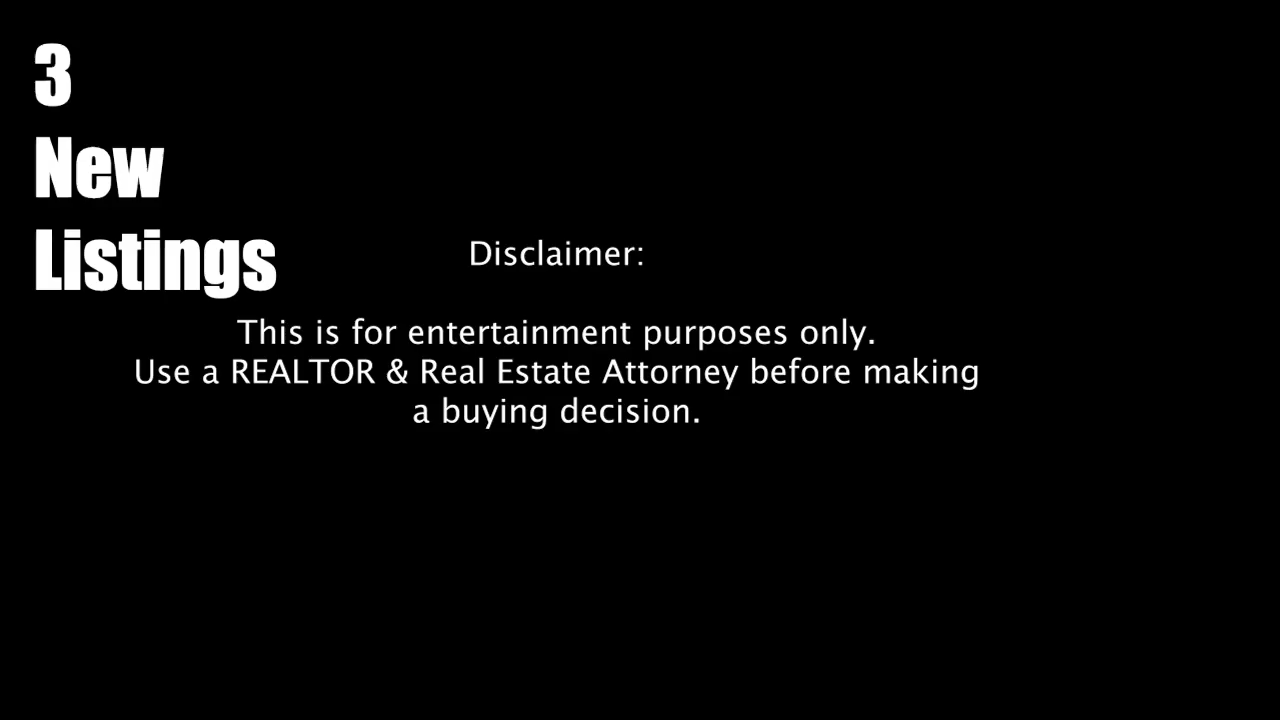 3
New
Listings
Disclaimer:
This is for entertainment purposes only.
Use a REALTOR & Real Estate Attorney before making
a buying decision.